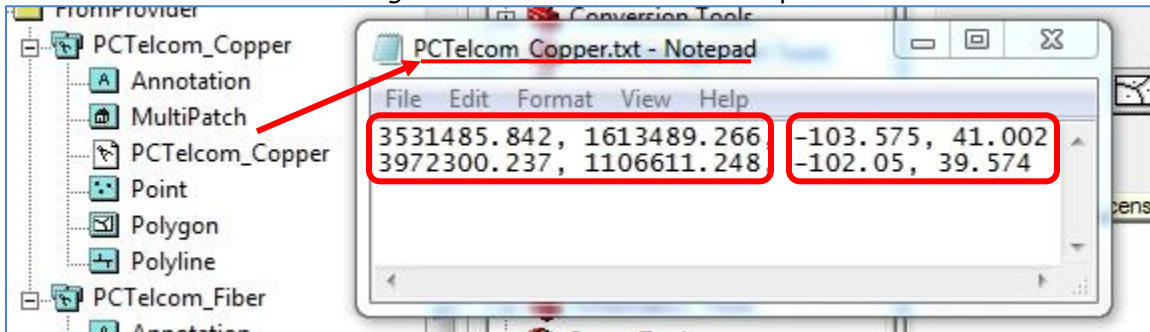 FromProvider
PCTelcom_Copper
Annotation
MultiPatch
PCTelcom_Copper
Point
Polygon
Polyline
PCTelcom_Fiber
Annotation
Conversion Tools
PCTelcom_Copper.txt - Notepad
File Edit Format View Help
3531485.842, 1613489.266, -103.575, 41.002
3972300.237, 1106611.248, -102.05, 39.574